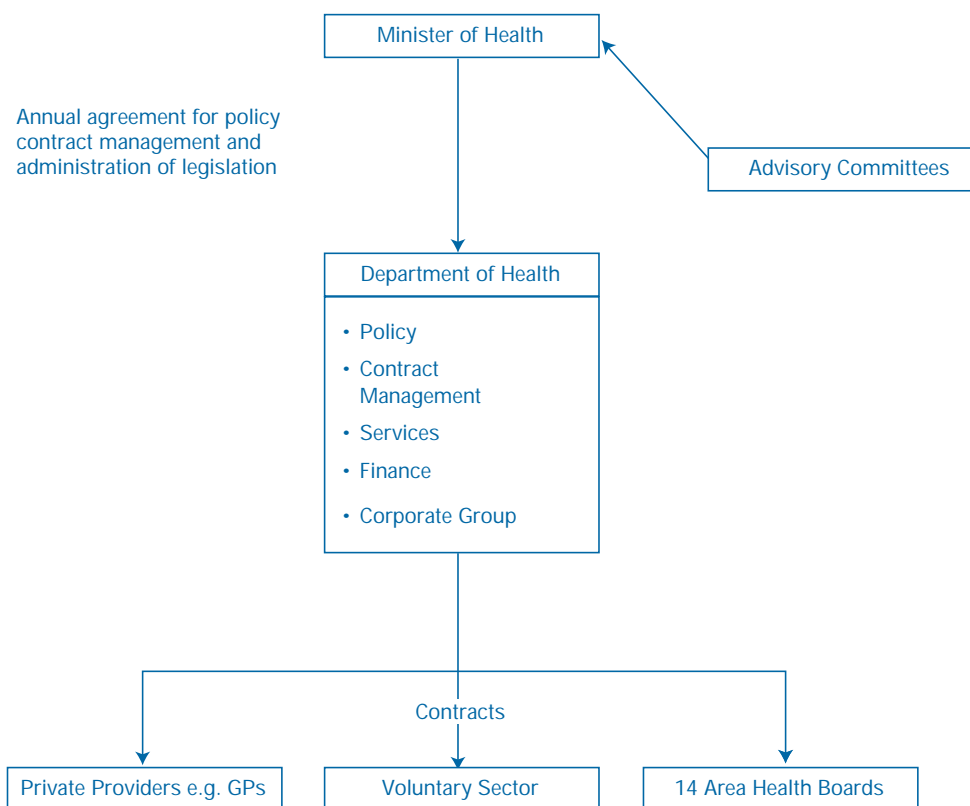 Minister of Health
Annual agreement for policy
contract management and
administration of legislation
Advisory Committees
Department of Health
• Policy
• Contract
Management
• Services
• Finance
• Corporate Group
Contracts
Private Providers e.g. GPs
Voluntary Sector
14 Area Health Boards